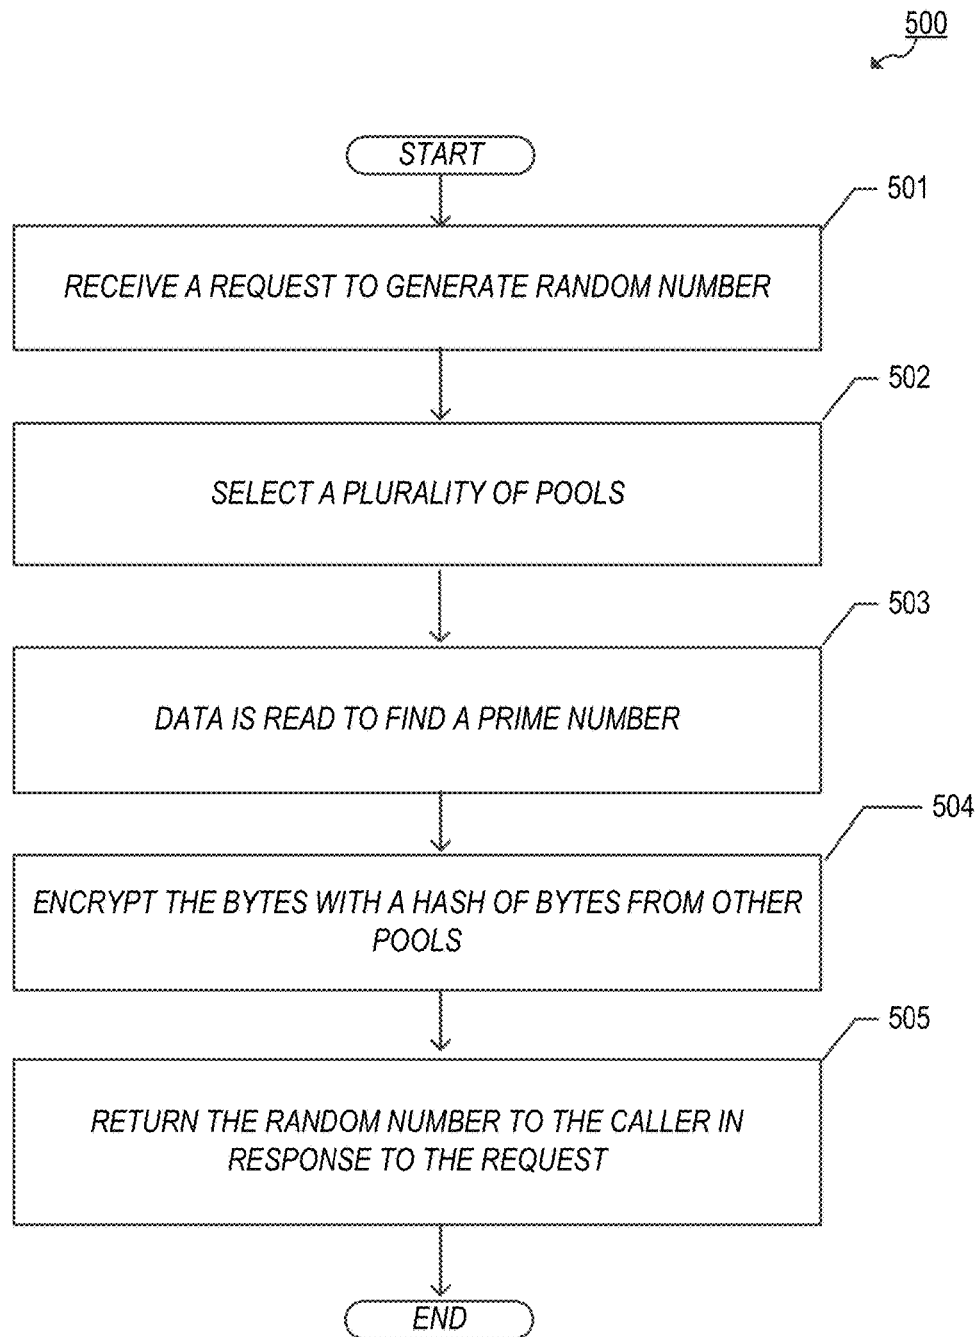 500
START
501
RECEIVE A REQUEST TO GENERATE RANDOM NUMBER
502
SELECT A PLURALITY OF POOLS
503
DATA IS READ TO FIND A PRIME NUMBER
504
ENCRYPT THE BYTES WITH A HASH OF BYTES FROM OTHER
POOLS
505
RETURN THE RANDOM NUMBER TO THE CALLER IN
RESPONSE TO THE REQUEST
END